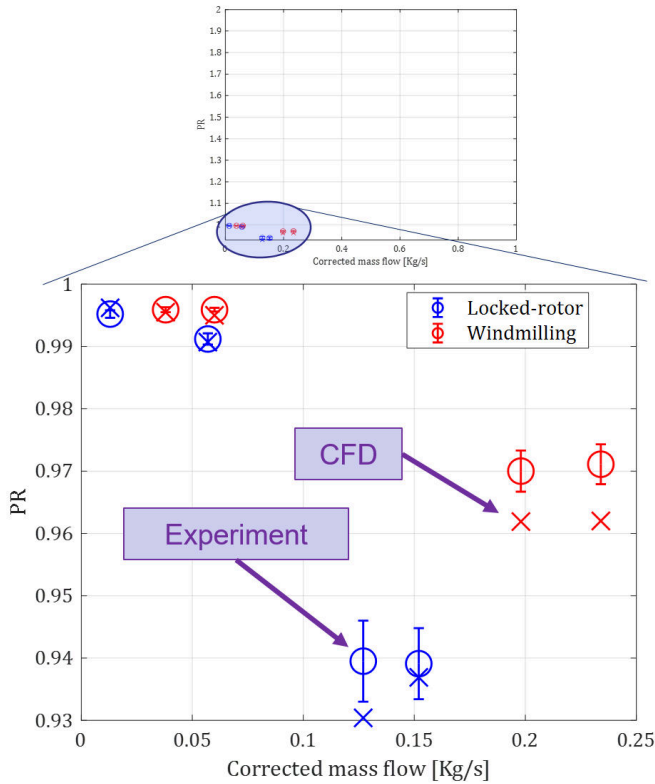 2
1.9
1.8
1.7
1.6
1.5
1.4
1.3
1.2
1.1
1
PR
0 0.2 0.4 0.6 0.8 1
Corrected mass flow [Kg/s]
1
0.99
0.98
0.97
0.96
0.95
0.94
0.93
PR
Locked-rotor
Windmilling
CFD
Experiment
0 0.05 0.1 0.15 0.2 0.25
Corrected mass flow [Kg/s]